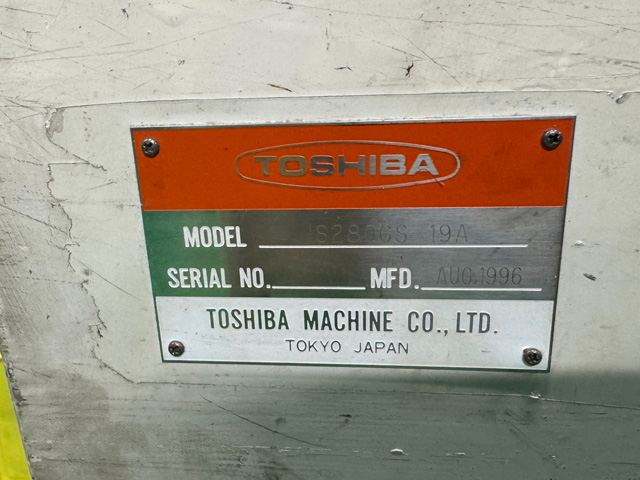 TOSHIBA
MODEL IS280GS 19A
SERIAL NO. MFD. AUG.1996
TOSHIBA MACHINE CO., LTD.
TOKYO JAPAN